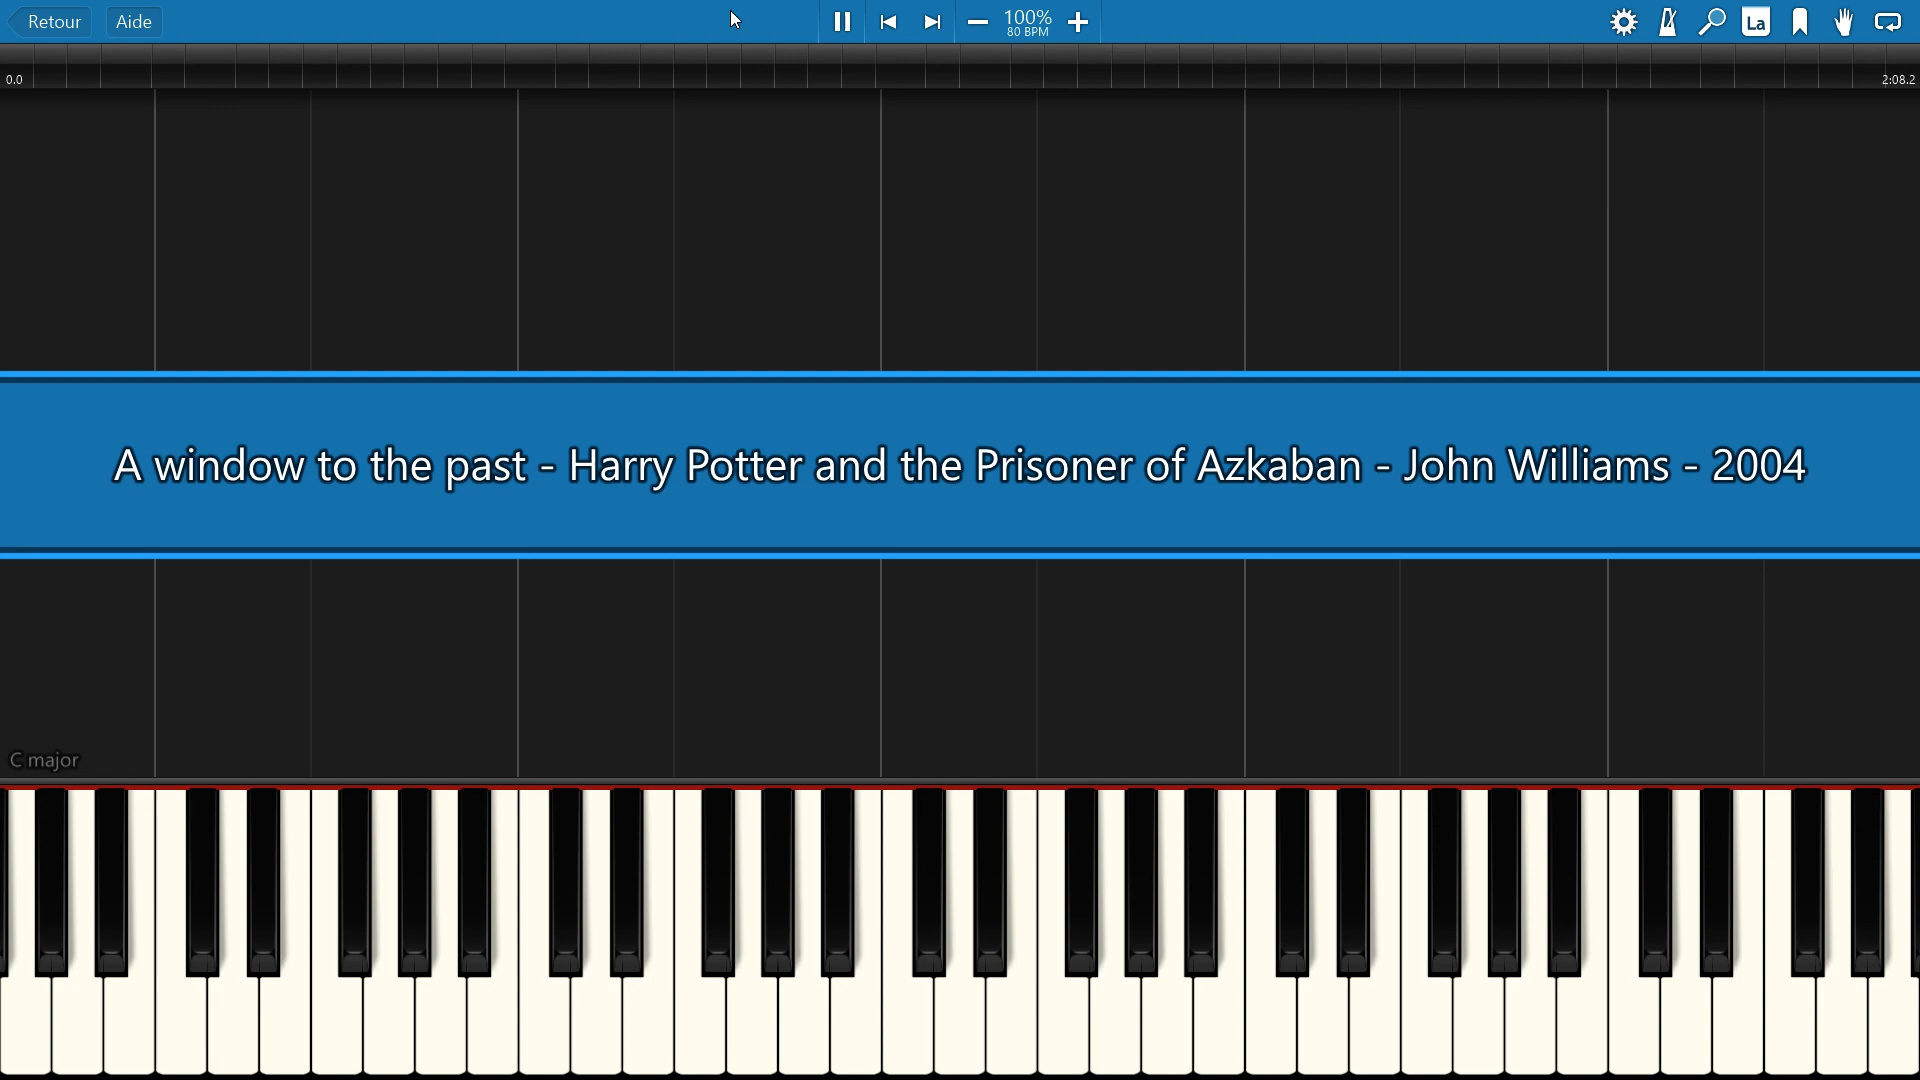 Retour
Aide
100%
80 BPM
La
0.0
2:08.2
A window to the past - Harry Potter and the Prisoner of Azkaban - John Williams - 2004
C major